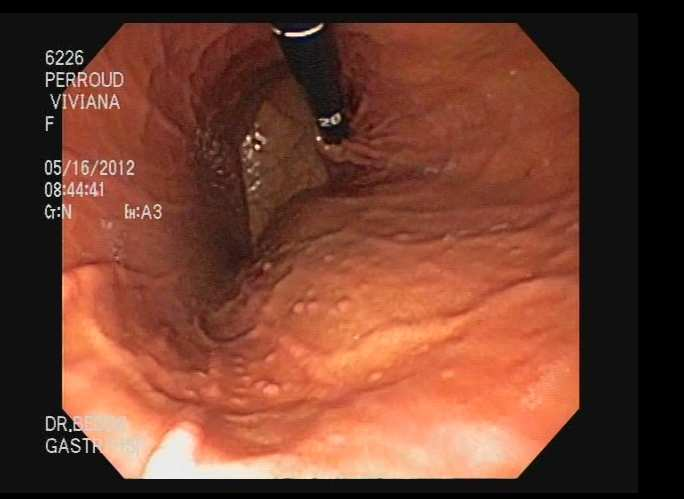 6226
PERROUD
VIVIANA
F
05/16/2012
08:44:41
Cr:N EH:A3
20